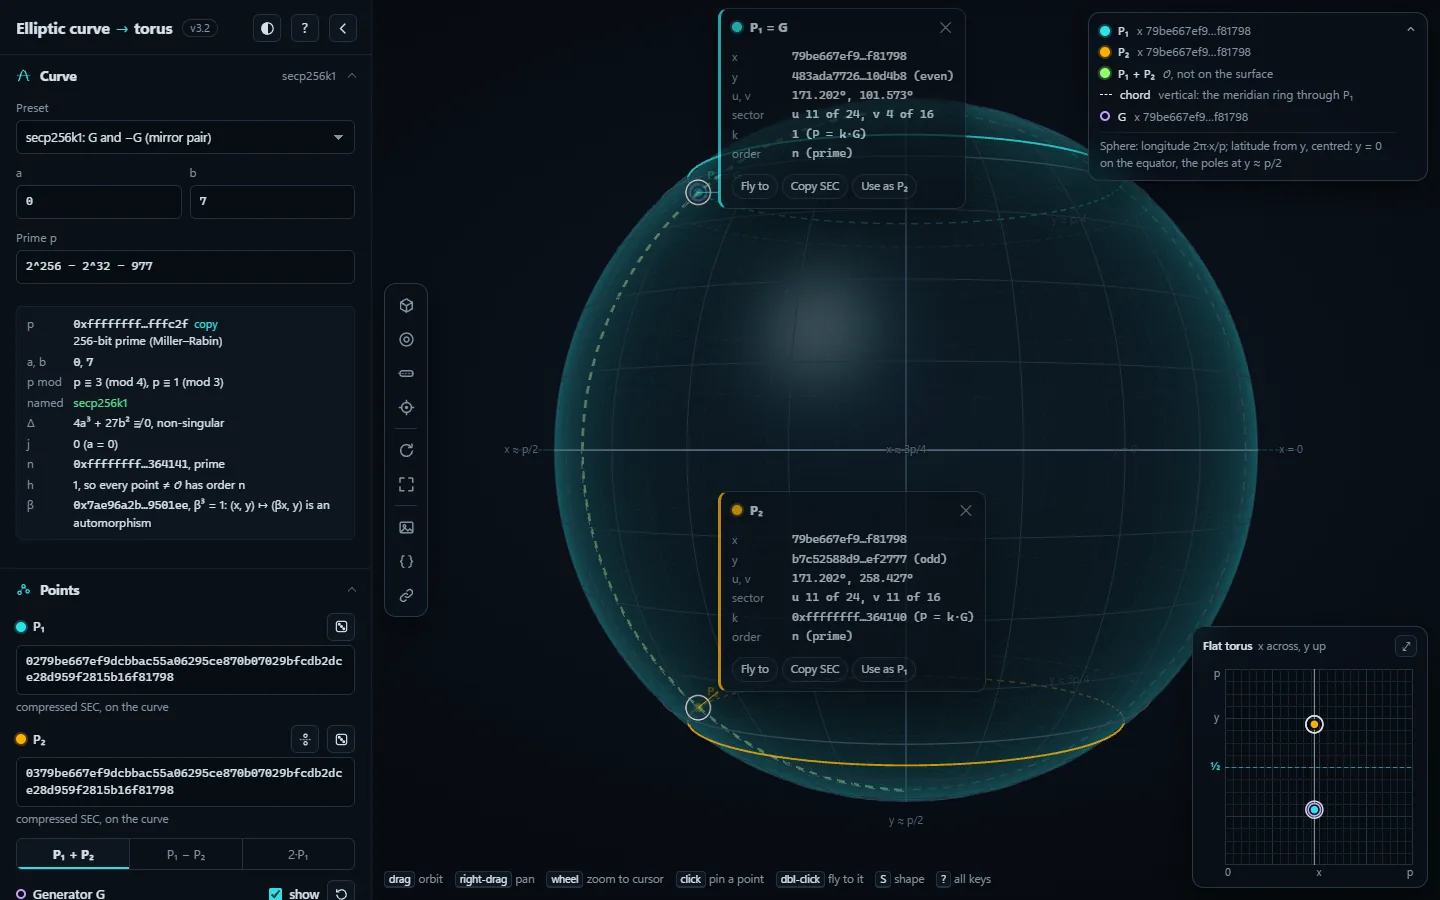 Elliptic curve → torus v3.2
Curve secp256k1
Preset
secp256k1: G and −G (mirror pair)
a b
0 7
Prime p
2^256 − 2^32 − 977
p 0xffffffff…fffc2f copy
256-bit prime (Miller–Rabin)
a, b 0, 7
p mod p ≡ 3 (mod 4), p ≡ 1 (mod 3)
named secp256k1
Δ 4a³ + 27b² ≢ 0, non-singular
j 0 (a = 0)
n 0xffffffff…364141, prime
h 1, so every point ≠ 𝒪 has order n
β 0x7ae96a2b…9501ee, β³ = 1: (x, y) ↦ (βx, y) is an
automorphism
Points
P₁
0279be667ef9dcbbac55a06295ce870b07029bfcdb2dc
e28d959f2815b16f81798
compressed SEC, on the curve
P₂
0379be667ef9dcbbac55a06295ce870b07029bfcdb2dc
e28d959f2815b16f81798
compressed SEC, on the curve
P₁ + P₂ P₁ − P₂ 2·P₁
Generator G show
P₁ = G
x 79be667ef9…f81798
y 483ada7726…10d4b8 (even)
u, v 171.202°, 101.573°
sector u 11 of 24, v 4 of 16
k 1 (P = k·G)
order n (prime)
Fly to Copy SEC Use as P₂
P₁ x 79be667ef9…f81798
P₂ x 79be667ef9…f81798
P₁ + P₂ 𝒪, not on the surface
chord vertical: the meridian ring through P₁
G x 79be667ef9…f81798
Sphere: longitude 2π·x/p; latitude from y, centred: y = 0
on the equator, the poles at y ≈ p/2
x ≈ p/2 x ≈ 3p/4 x = 0
P₂
x 79be667ef9…f81798
y b7c52588d9…ef2777 (odd)
u, v 171.202°, 258.427°
sector u 11 of 24, v 11 of 16
k 0xffffffff…364140 (P = k·G)
order n (prime)
Fly to Copy SEC Use as P₁
y ≈ p/2
Flat torus x across, y up
p
y
½
0 x p
drag orbit right-drag pan wheel zoom to cursor click pin a point dbl-click fly to it S shape ? all keys